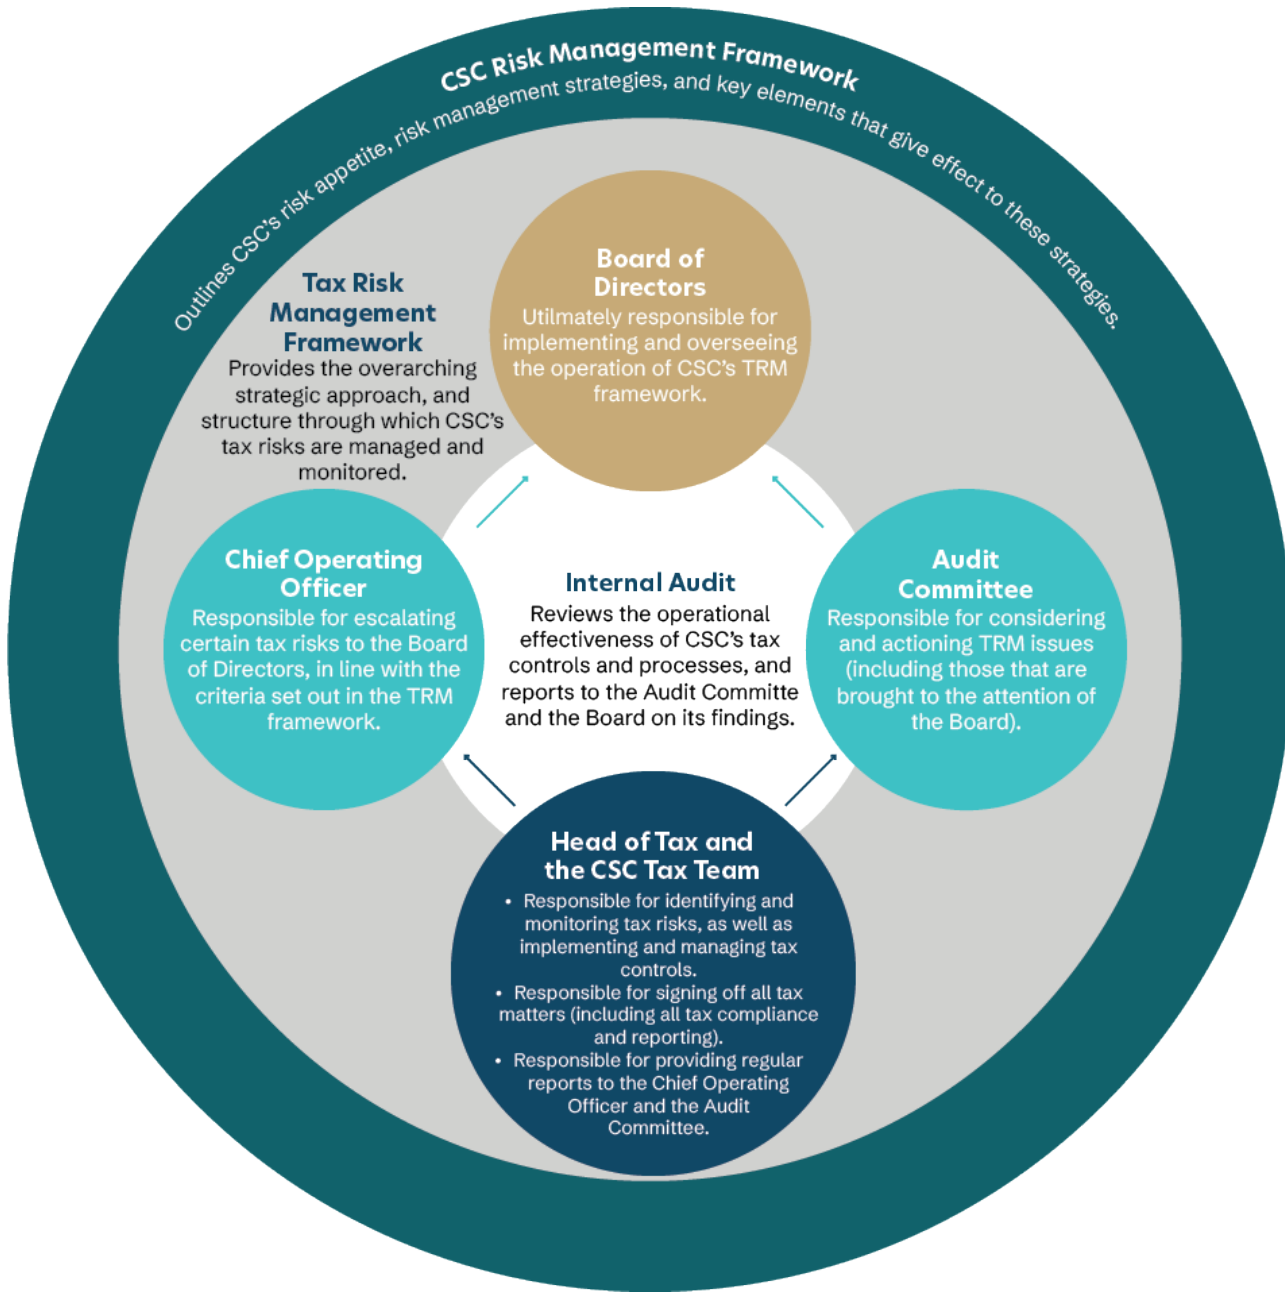 CSC Risk Management Framework
Outlines CSC's risk appetite, risk management strategies, and key elements that give effect to these strategies.
Board of
Directors
Utilmately responsible for
implementing and overseeing
the operation of CSC's TRM
framework.
Tax Risk
Management
Framework
Provides the overarching
strategic approach, and
structure through which CSC's
tax risks are managed and
monitored.
Chief Operating
Officer
Responsible for escalating
certain tax risks to the Board
of Directors, in line with the
criteria set out in the TRM
framework.
Internal Audit
Reviews the operational
effectiveness of CSC's tax
controls and processes, and
reports to the Audit Committe
and the Board on its findings.
Audit
Committee
Responsible for considering
and actioning TRM issues
(including those that are
brought to the attention of
the Board).
Head of Tax and
the CSC Tax Team
• Responsible for identifying and
monitoring tax risks, as well as
implementing and managing tax
controls.
• Responsible for signing off all tax
matters (including all tax compliance
and reporting).
• Responsible for providing regular
reports to the Chief Operating
Officer and the Audit
Committee.